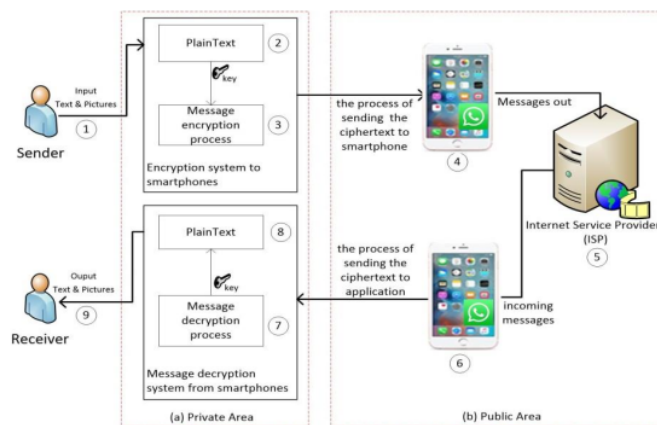 Input
Text & Pictures
1
Sender
PlainText
2
key
Message
encryption
process
3
Encryption system to
smartphones
the process of
sending the
ciphertext to
smartphone
4
Messages out
Internet Service Provider
(ISP)
5
incoming
messages
6
the process of
sending the
ciphertext to
application
PlainText
8
key
Message
decryption
process
7
Message decryption
system from smartphones
Ouput
Text & Pictures
9
Receiver
(a) Private Area
(b) Public Area